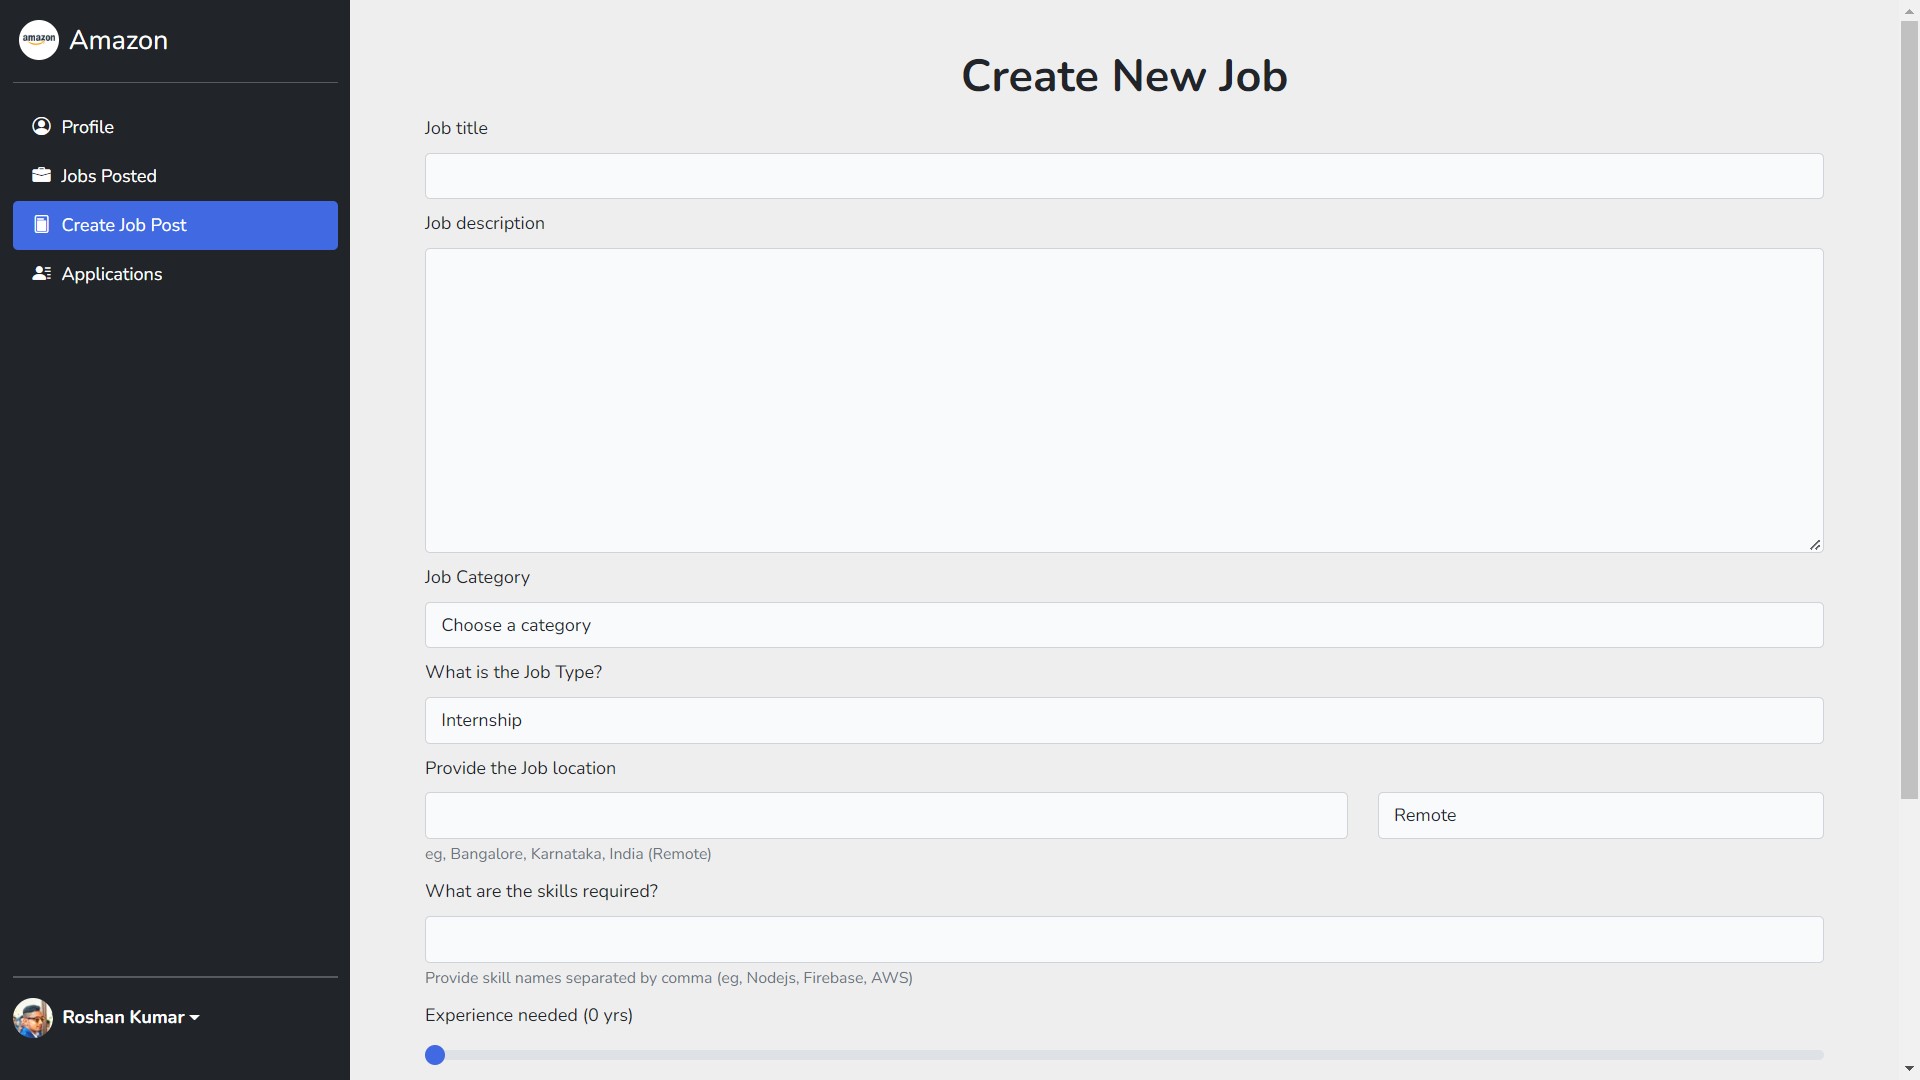 amazon
Amazon
Profile
Jobs Posted
Create Job Post
Applications
Roshan Kumar
Create New Job
Job title
Job description
Job Category
Choose a category
What is the Job Type?
Internship
Provide the Job location
Remote
eg, Bangalore, Karnataka, India (Remote)
What are the skills required?
Provide skill names separated by comma (eg, Nodejs, Firebase, AWS)
Experience needed (0 yrs)